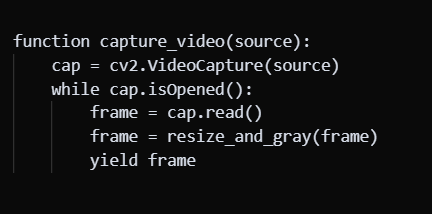 function capture_video(source):
    cap = cv2.VideoCapture(source)
    while cap.isOpened():
        frame = cap.read()
        frame = resize_and_gray(frame)
        yield frame